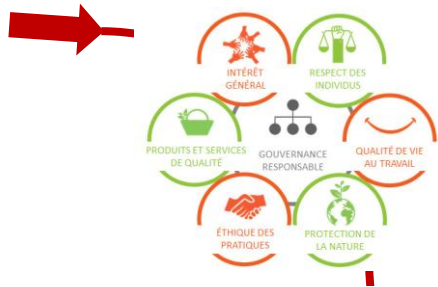 INTÉRÊT
GÉNÉRAL
RESPECT DES
INDIVIDUS
PRODUITS ET SERVICES
DE QUALITÉ
GOUVERNANCE
RESPONSABLE
QUALITÉ DE VIE
AU TRAVAIL
ÉTHIQUE DES
PRATIQUES
PROTECTION DE
LA NATURE